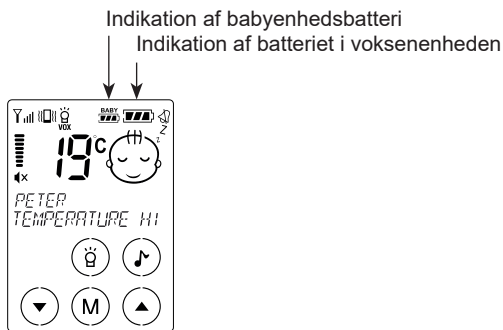 Indikation af babyenhedsbatteri
Indikation af batteriet i voksenenheden
BABY
VOX
Z
z
19°C
PETER
TEMPERATURE HI
M